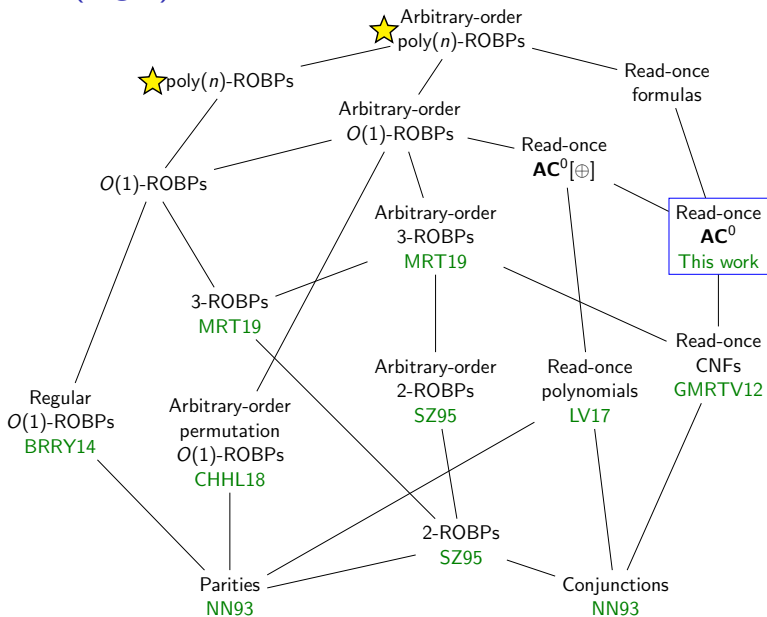 Arbitrary-order
poly(n)-ROBPs
poly(n)-ROBPs
Read-once
formulas
Arbitrary-order
O(1)-ROBPs
Read-once
AC⁰[⊕]
O(1)-ROBPs
Arbitrary-order
3-ROBPs
MRT19
Read-once
AC⁰
This work
3-ROBPs
MRT19
Read-once
CNFs
GMRTV12
Arbitrary-order
2-ROBPs
SZ95
Read-once
polynomials
LV17
Regular
O(1)-ROBPs
BRRY14
Arbitrary-order
permutation
O(1)-ROBPs
CHHL18
2-ROBPs
SZ95
Parities
NN93
Conjunctions
NN93